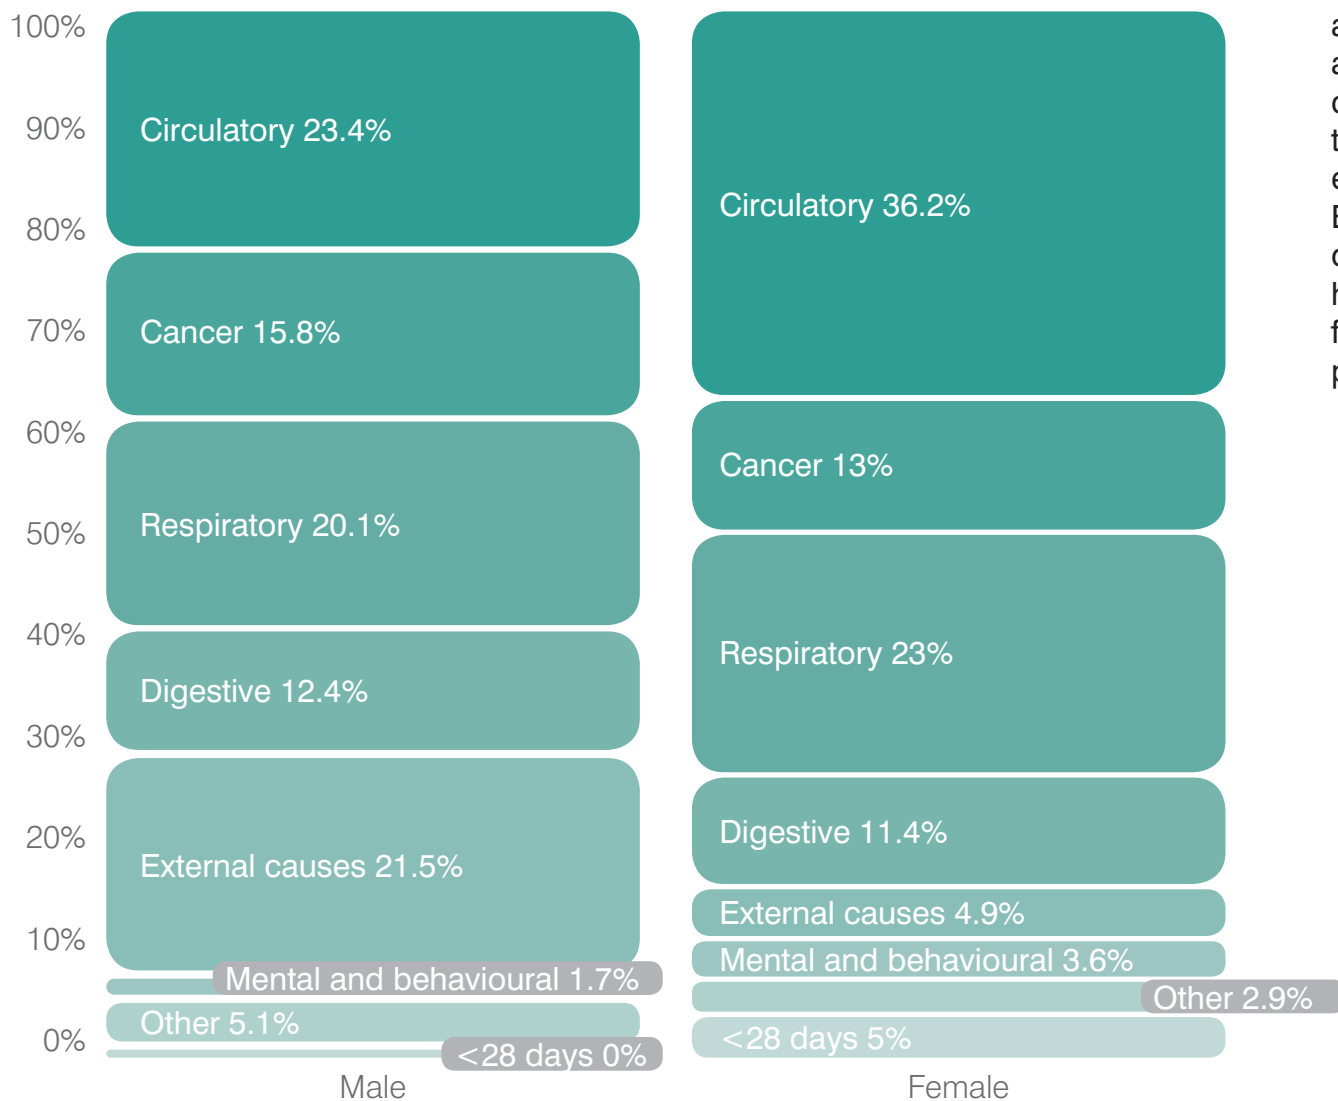 100%
90%
80%
70%
60%
50%
40%
30%
20%
10%
0%
Circulatory 23.4%
Cancer 15.8%
Respiratory 20.1%
Digestive 12.4%
External causes 21.5%
Mental and behavioural 1.7%
Other 5.1%
<28 days 0%
Male
Circulatory 36.2%
Cancer 13%
Respiratory 23%
Digestive 11.4%
External causes 4.9%
Mental and behavioural 3.6%
Other 2.9%
<28 days 5%
Female